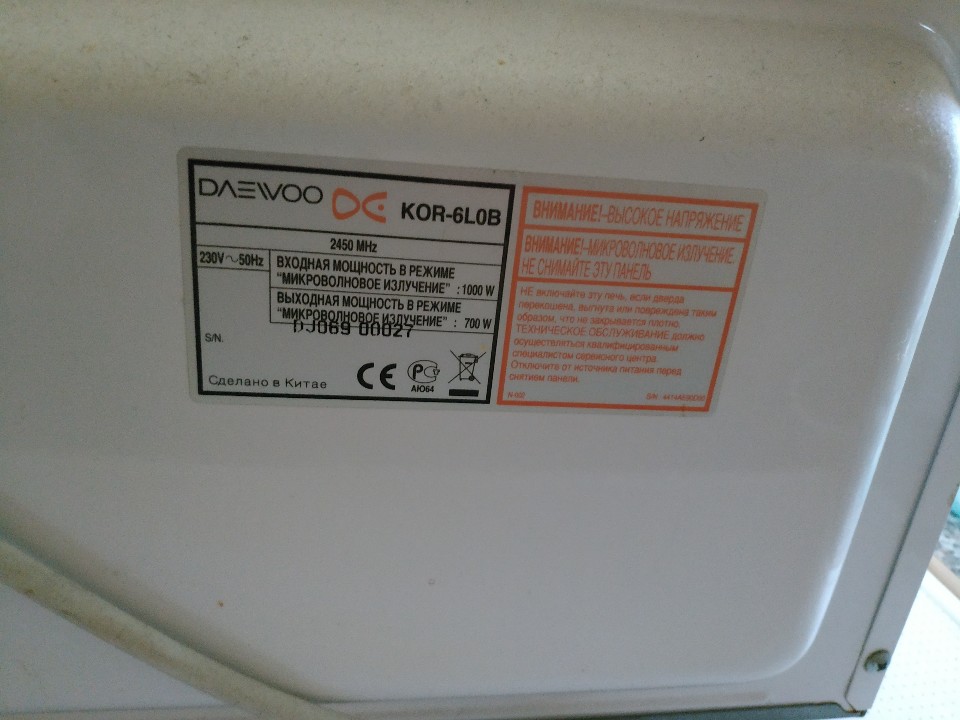 DAEWOO
KOR-6L0B
2450 MHz
230V~50Hz
ВХОДНАЯ МОЩНОСТЬ В РЕЖИМЕ
"МИКРОВОЛНОВОЕ ИЗЛУЧЕНИЕ" : 1000 W
ВЫХОДНАЯ МОЩНОСТЬ В РЕЖИМЕ
"МИКРОВОЛНОВОЕ ИЗЛУЧЕНИЕ" : 700 W
DJ069 00027
S/N.
Сделано в Китае
CE
АЮ64
ВНИМАНИЕ!-ВЫСОКОЕ НАПРЯЖЕНИЕ
ВНИМАНИЕ!-МИКРОВОЛНОВОЕ ИЗЛУЧЕНИЕ.
НЕ СНИМАЙТЕ ЭТУ ПАНЕЛЬ
НЕ включайте эту печь, если дверца
перекошена, выгнута или повреждена таким
образом, что не закрывается плотно.
ТЕХНИЧЕСКОЕ ОБСЛУЖИВАНИЕ должно
осуществляться квалифицированным
специалистом сервисного центра.
Отключите от источника питания перед
снятием панели.
S/N: